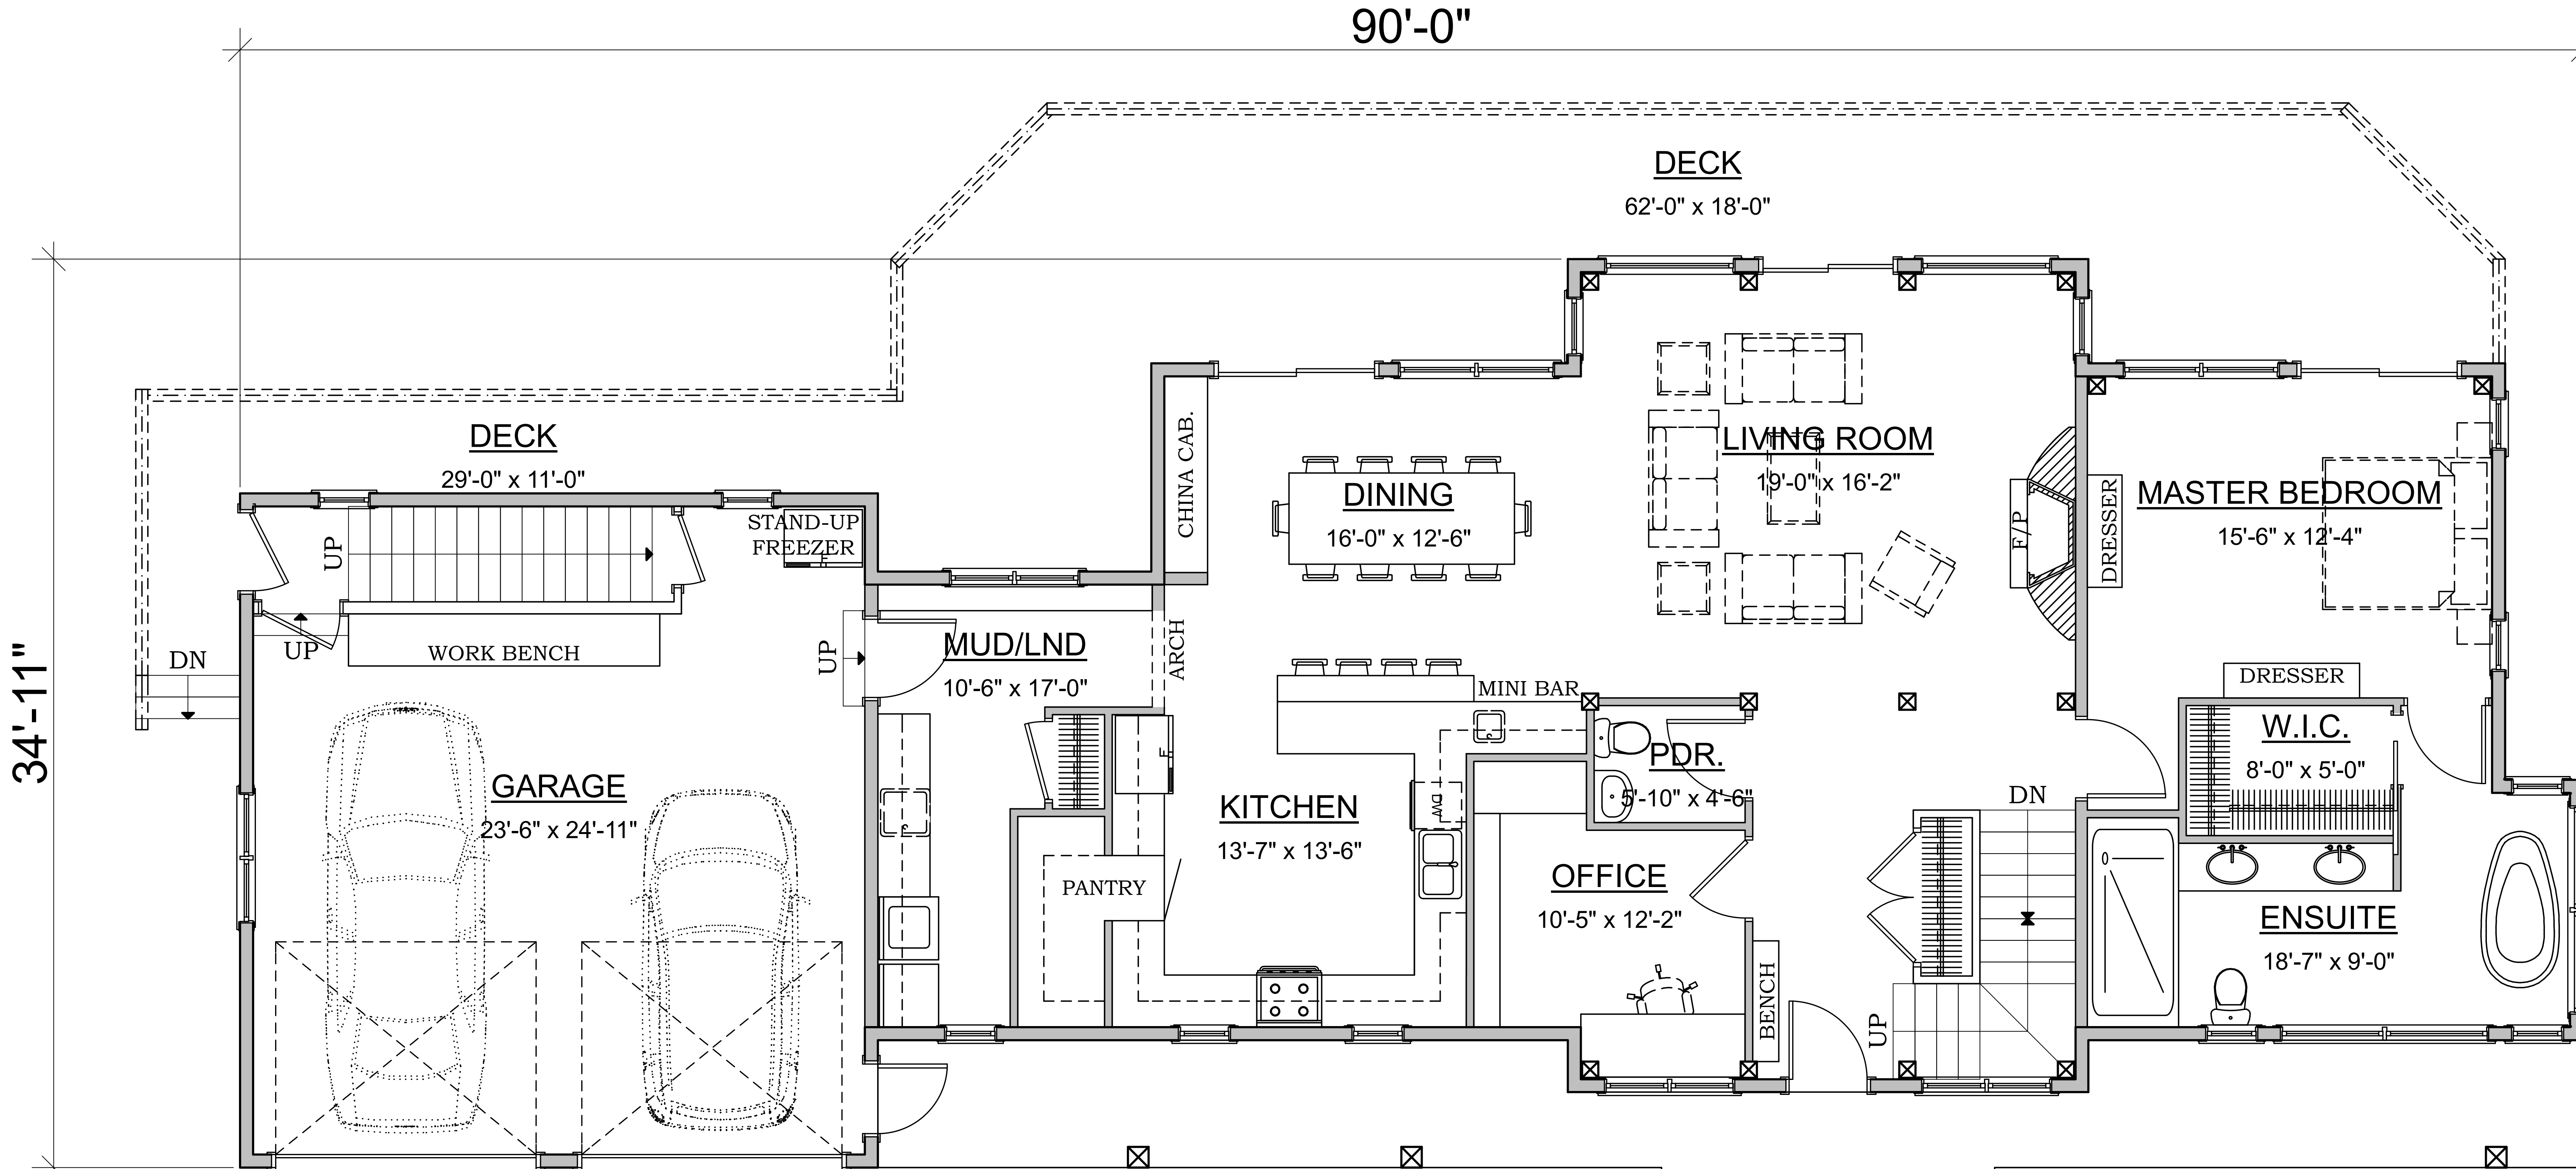 90'-0"
34'-11"
DECK
62'-0" x 18'-0"
DECK
29'-0" x 11'-0"
UP
STAND-UP
FREEZER
F
UP
WORK BENCH
DN
UP
GARAGE
23'-6" x 24'-11"
MUD/LND
10'-6" x 17'-0"
ARCH
CHINA CAB.
DINING
16'-0" x 12'-6"
LIVING ROOM
19'-0" x 16'-2"
F/P
DRESSER
MASTER BEDROOM
15'-6" x 12'-4"
DRESSER
MINI BAR
F
PANTRY
KITCHEN
13'-7" x 13'-6"
DW
PDR.
5'-10" x 4'-6"
OFFICE
10'-5" x 12'-2"
BENCH
DN
UP
W.I.C.
8'-0" x 5'-0"
ENSUITE
18'-7" x 9'-0"